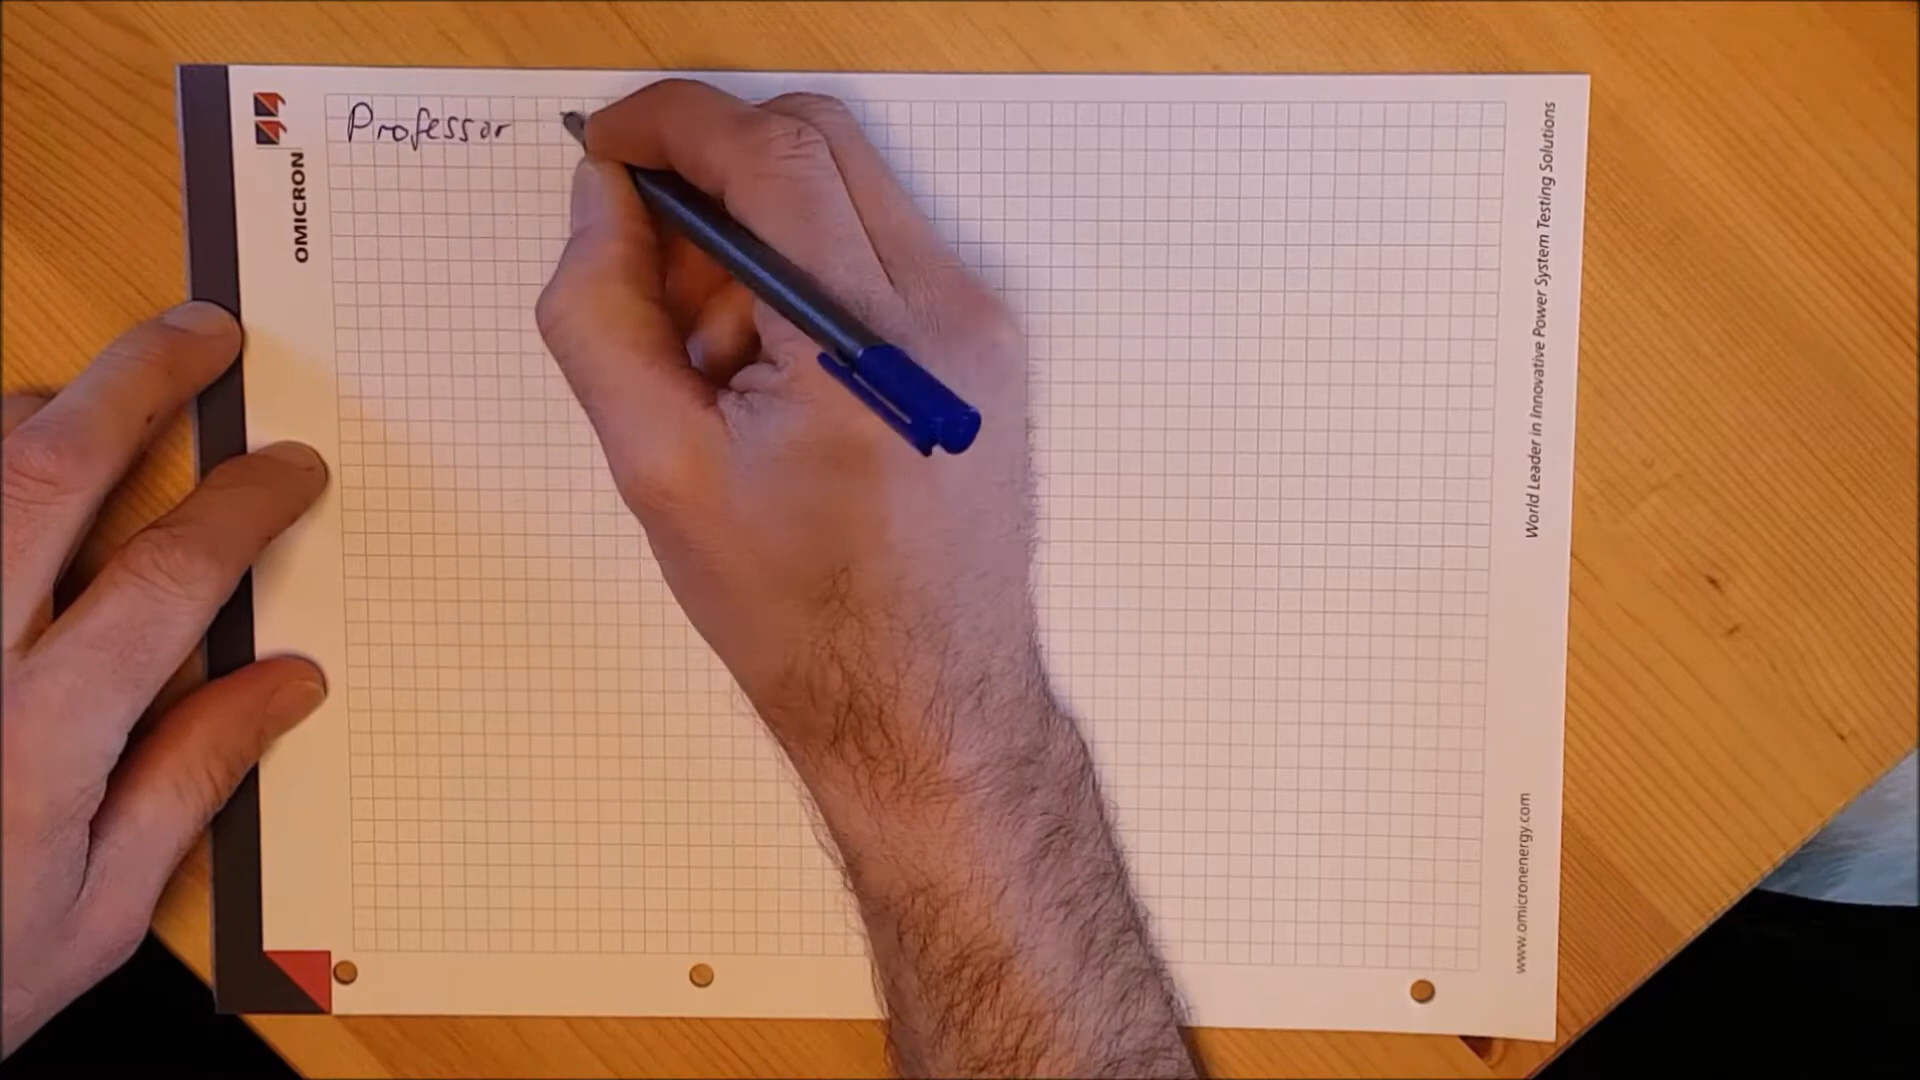 Professor
OMICRON
World Leader in Innovative Power System Testing Solutions
www.omicronenergy.com